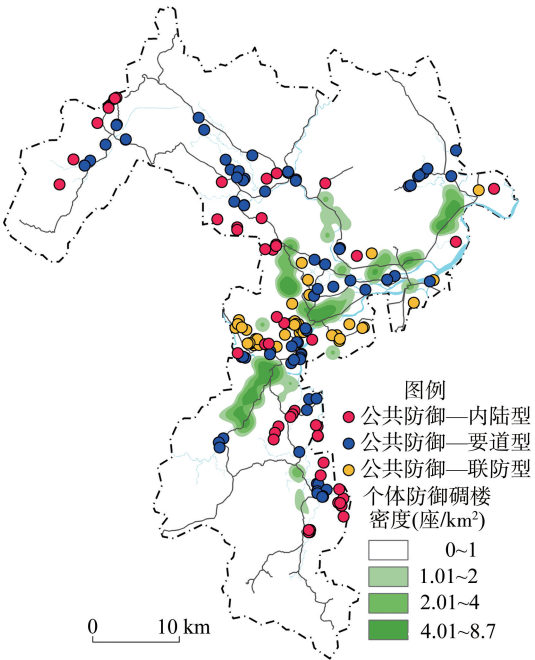 图例
公共防御—内陆型
公共防御—要道型
公共防御—联防型
个体防御碉楼
密度(座/km²)
0~1
1.01~2
2.01~4
4.01~8.7
0 10 km